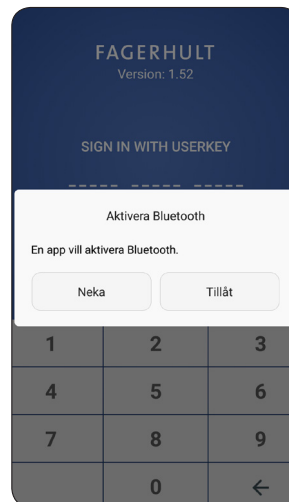 FAGERHULT
Version: 1.52
SIGN IN WITH USERKEY
----- ----- -----
Aktivera Bluetooth
En app vill aktivera Bluetooth.
Neka Tillåt
1 2 3
4 5 6
7 8 9
0 ←